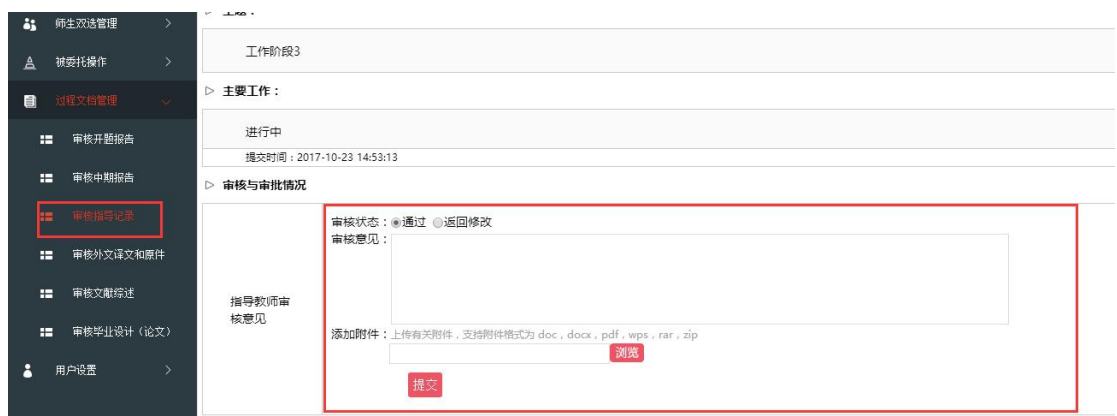 师生双选管理
被委托操作
过程文档管理
审核开题报告
审核中期报告
审核指导记录
审核外文译文和原件
审核文献综述
审核毕业设计（论文）
用户设置
工作阶段3
主要工作：
进行中
提交时间：2017-10-23 14:53:13
审核与审批情况
指导教师审
核意见
审核状态：通过 返回修改
审核意见：
添加附件：上传有关附件，支持附件格式为 doc , docx , pdf , wps , rar , zip
浏览
提交